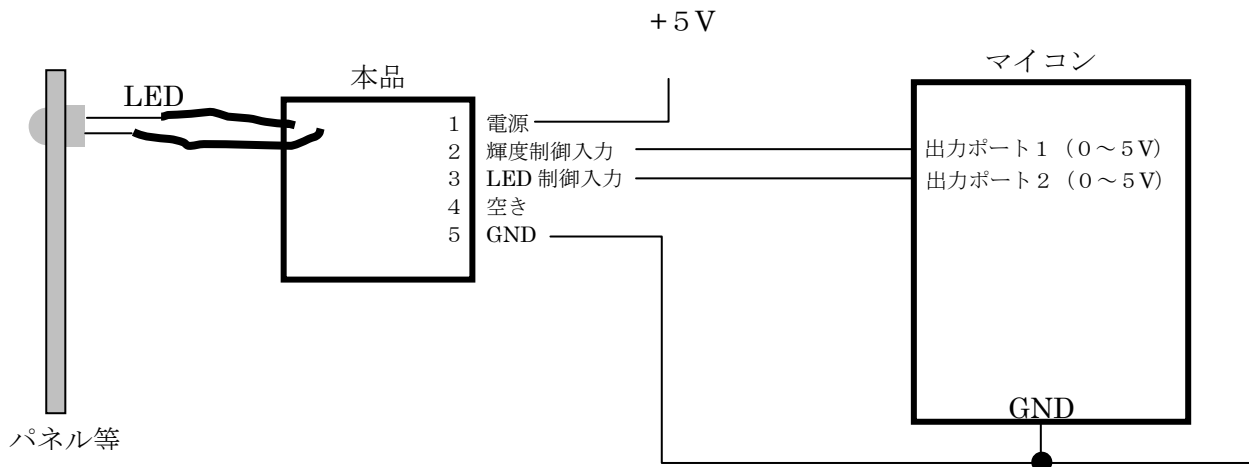 +５V
本品
マイコン
LED
1 電源
2 輝度制御入力
3 LED 制御入力
4 空き
5 GND
出力ポート１（０～５V）
出力ポート２（０～５V）
GND
パネル等